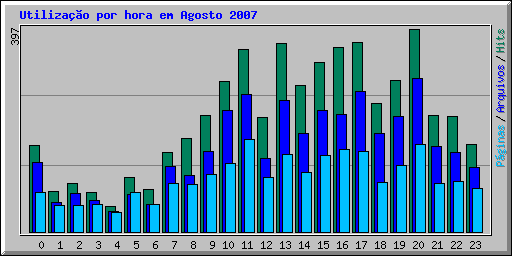 Utilização por hora em Agosto 2007
397
Páginas / Arquivos / Hits
0 1 2 3 4 5 6 7 8 9 10 11 12 13 14 15 16 17 18 19 20 21 22 23